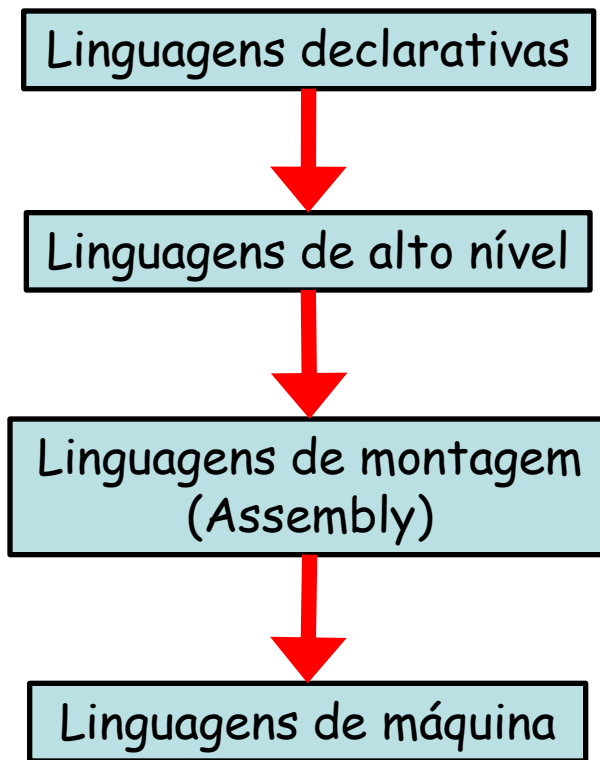 Linguagens declarativas
Linguagens de alto nível
Linguagens de montagem
(Assembly)
Linguagens de máquina